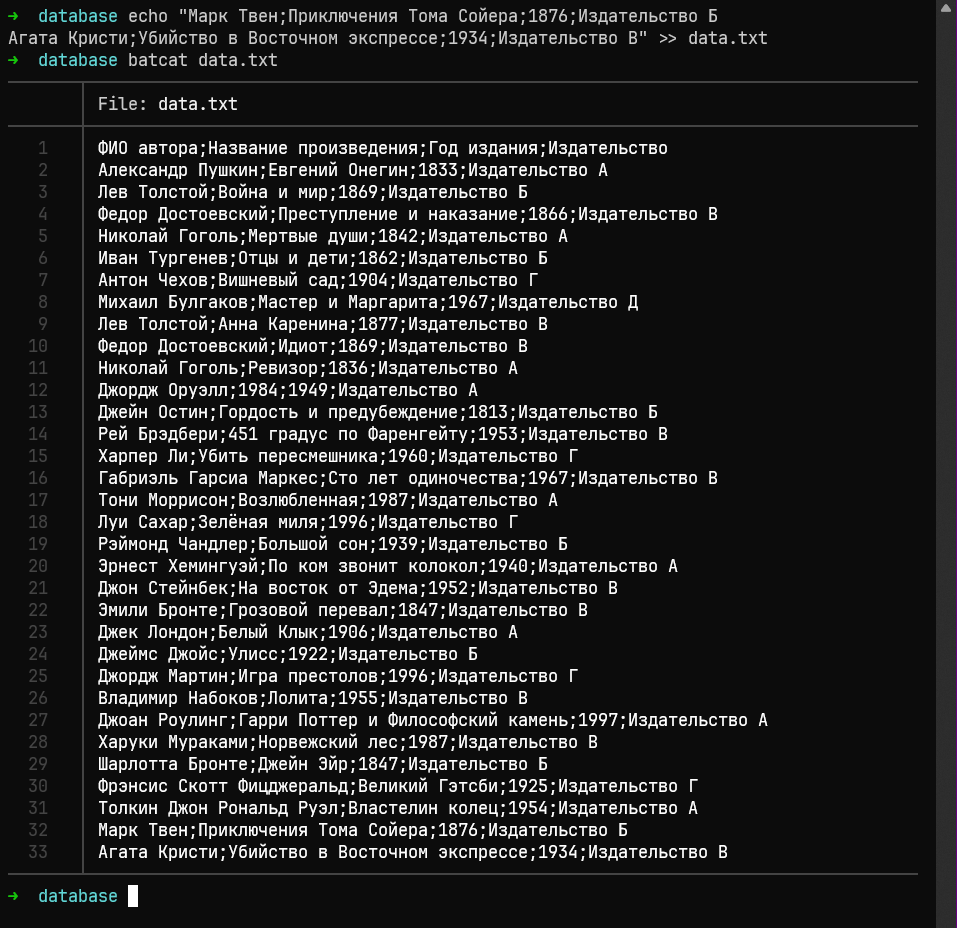 → database echo "Марк Твен;Приключения Тома Сойера;1876;Издательство Б
Агата Кристи;Убийство в Восточном экспрессе;1934;Издательство В" >> data.txt
→ database batcat data.txt
File: data.txt
1 ФИО автора;Название произведения;Год издания;Издательство
2 Александр Пушкин;Евгений Онегин;1833;Издательство А
3 Лев Толстой;Война и мир;1869;Издательство Б
4 Федор Достоевский;Преступление и наказание;1866;Издательство В
5 Николай Гоголь;Мертвые души;1842;Издательство А
6 Иван Тургенев;Отцы и дети;1862;Издательство Б
7 Антон Чехов;Вишневый сад;1904;Издательство Г
8 Михаил Булгаков;Мастер и Маргарита;1967;Издательство Д
9 Лев Толстой;Анна Каренина;1877;Издательство В
10 Федор Достоевский;Идиот;1869;Издательство В
11 Николай Гоголь;Ревизор;1836;Издательство А
12 Джордж Оруэлл;1984;1949;Издательство А
13 Джейн Остин;Гордость и предубеждение;1813;Издательство Б
14 Рей Брэдбери;451 градус по Фаренгейту;1953;Издательство В
15 Харпер Ли;Убить пересмешника;1960;Издательство Г
16 Габриэль Гарсиа Маркес;Сто лет одиночества;1967;Издательство В
17 Тони Моррисон;Возлюбленная;1987;Издательство А
18 Луи Сахар;Зелёная миля;1996;Издательство Г
19 Рэймонд Чандлер;Большой сон;1939;Издательство Б
20 Эрнест Хемингуэй;По ком звонит колокол;1940;Издательство А
21 Джон Стейнбек;На восток от Эдема;1952;Издательство В
22 Эмили Бронте;Грозовой перевал;1847;Издательство В
23 Джек Лондон;Белый Клык;1906;Издательство А
24 Джеймс Джойс;Улисс;1922;Издательство Б
25 Джордж Мартин;Игра престолов;1996;Издательство Г
26 Владимир Набоков;Лолита;1955;Издательство В
27 Джоан Роулинг;Гарри Поттер и Философский камень;1997;Издательство А
28 Харуки Мураками;Норвежский лес;1987;Издательство В
29 Шарлотта Бронте;Джейн Эйр;1847;Издательство Б
30 Фрэнсис Скотт Фицджеральд;Великий Гэтсби;1925;Издательство Г
31 Толкин Джон Рональд Руэл;Властелин колец;1954;Издательство А
32 Марк Твен;Приключения Тома Сойера;1876;Издательство Б
33 Агата Кристи;Убийство в Восточном экспрессе;1934;Издательство В
→ database